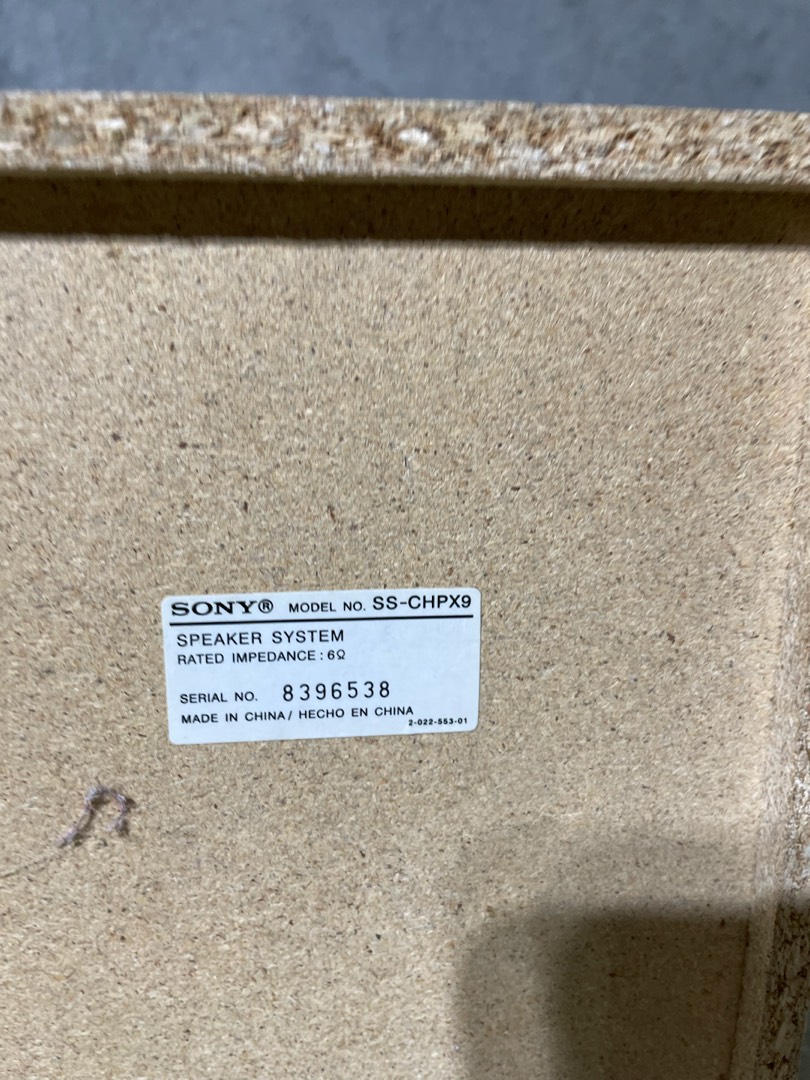 SONY® MODEL NO. SS-CHPX9
SPEAKER SYSTEM
RATED IMPEDANCE : 6Ω
SERIAL NO. 8396538
MADE IN CHINA / HECHO EN CHINA
2-022-553-01